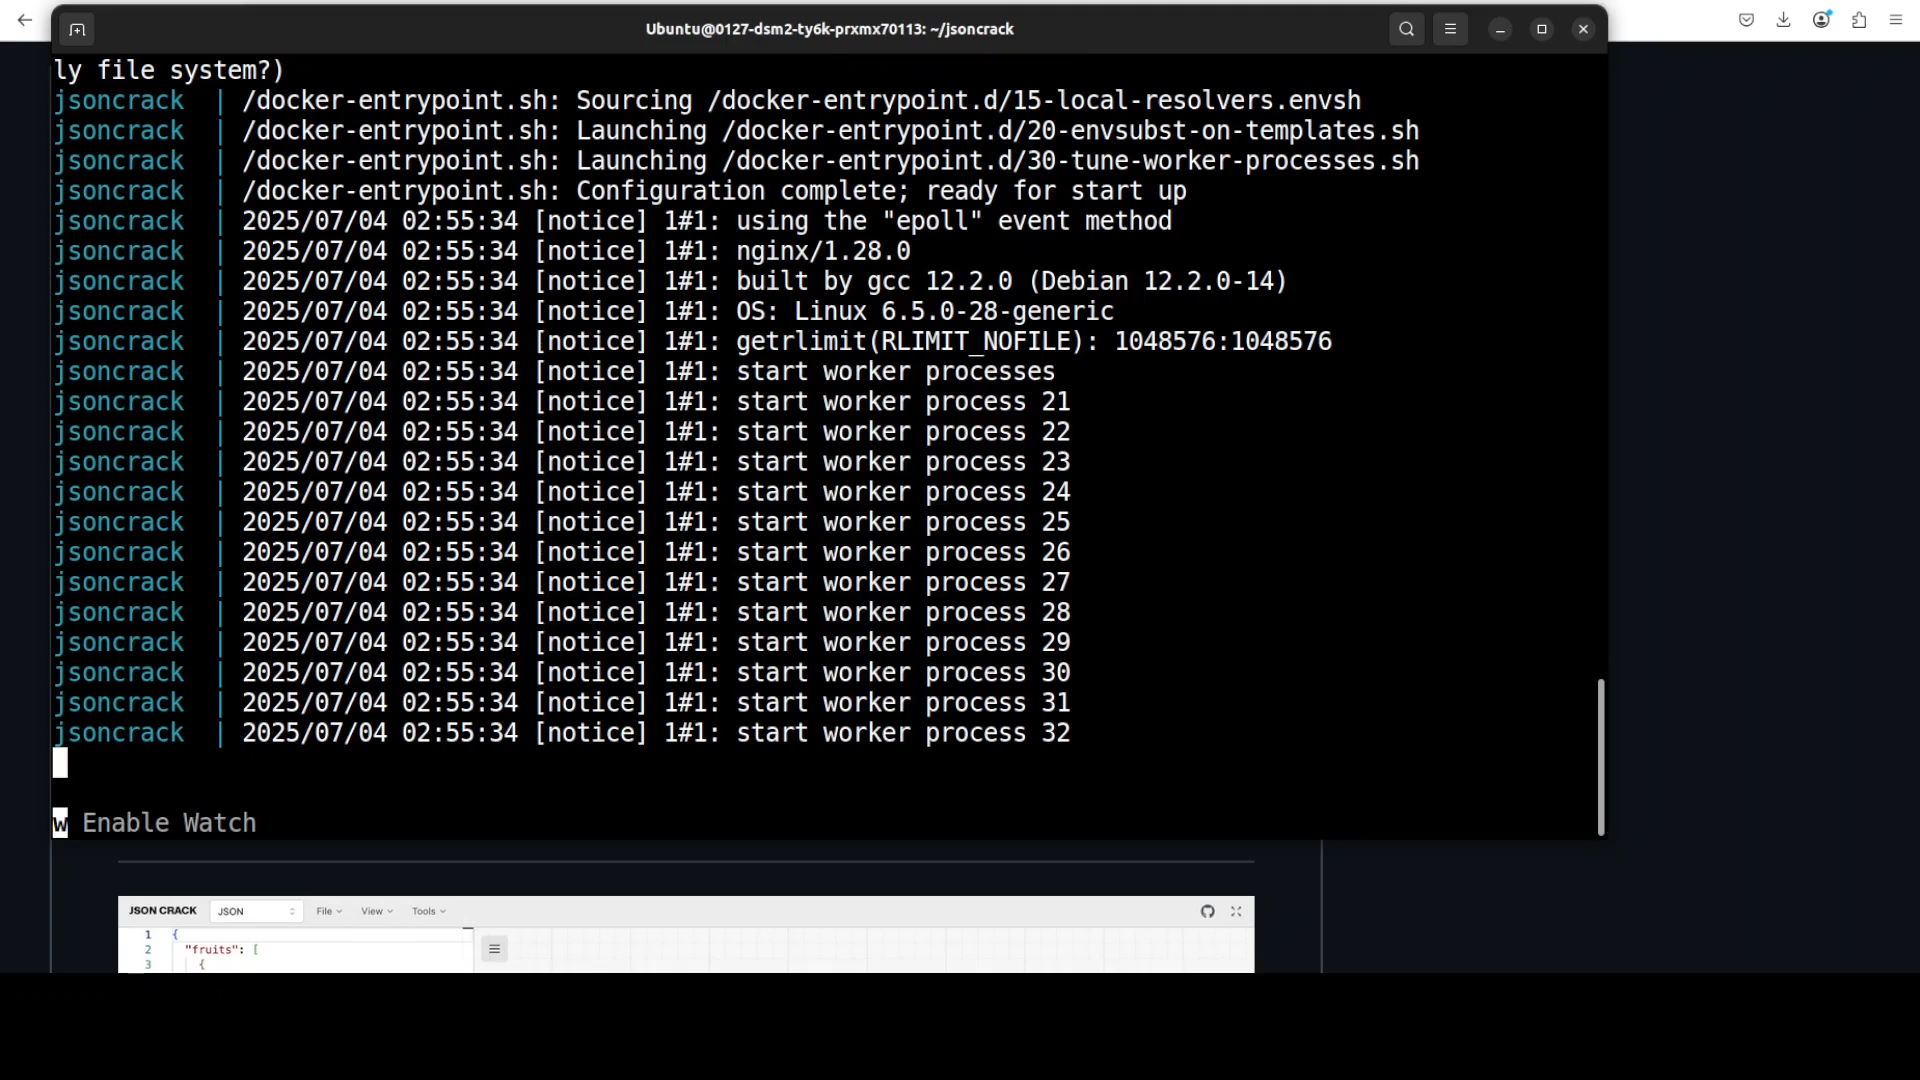 Ubuntu@0127-dsm2-ty6k-prxmx70113: ~/jsoncrack
ly file system?)
jsoncrack | /docker-entrypoint.sh: Sourcing /docker-entrypoint.d/15-local-resolvers.envsh
jsoncrack | /docker-entrypoint.sh: Launching /docker-entrypoint.d/20-envsubst-on-templates.sh
jsoncrack | /docker-entrypoint.sh: Launching /docker-entrypoint.d/30-tune-worker-processes.sh
jsoncrack | /docker-entrypoint.sh: Configuration complete; ready for start up
jsoncrack | 2025/07/04 02:55:34 [notice] 1#1: using the "epoll" event method
jsoncrack | 2025/07/04 02:55:34 [notice] 1#1: nginx/1.28.0
jsoncrack | 2025/07/04 02:55:34 [notice] 1#1: built by gcc 12.2.0 (Debian 12.2.0-14)
jsoncrack | 2025/07/04 02:55:34 [notice] 1#1: OS: Linux 6.5.0-28-generic
jsoncrack | 2025/07/04 02:55:34 [notice] 1#1: getrlimit(RLIMIT_NOFILE): 1048576:1048576
jsoncrack | 2025/07/04 02:55:34 [notice] 1#1: start worker processes
jsoncrack | 2025/07/04 02:55:34 [notice] 1#1: start worker process 21
jsoncrack | 2025/07/04 02:55:34 [notice] 1#1: start worker process 22
jsoncrack | 2025/07/04 02:55:34 [notice] 1#1: start worker process 23
jsoncrack | 2025/07/04 02:55:34 [notice] 1#1: start worker process 24
jsoncrack | 2025/07/04 02:55:34 [notice] 1#1: start worker process 25
jsoncrack | 2025/07/04 02:55:34 [notice] 1#1: start worker process 26
jsoncrack | 2025/07/04 02:55:34 [notice] 1#1: start worker process 27
jsoncrack | 2025/07/04 02:55:34 [notice] 1#1: start worker process 28
jsoncrack | 2025/07/04 02:55:34 [notice] 1#1: start worker process 29
jsoncrack | 2025/07/04 02:55:34 [notice] 1#1: start worker process 30
jsoncrack | 2025/07/04 02:55:34 [notice] 1#1: start worker process 31
jsoncrack | 2025/07/04 02:55:34 [notice] 1#1: start worker process 32
w Enable Watch
JSON CRACK JSON File View Tools
1 {
2 "fruits": [
3 {